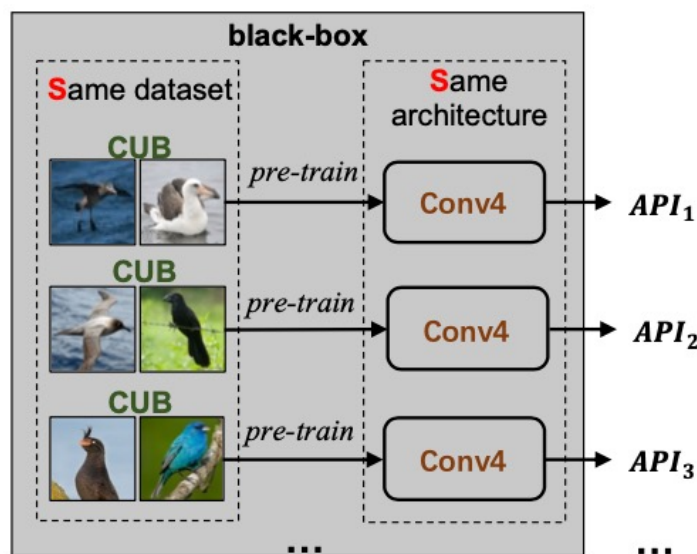 black-box
Same dataset
Same
architecture
CUB
pre-train
Conv4
API₁
CUB
pre-train
Conv4
API₂
CUB
pre-train
Conv4
API₃
...
...